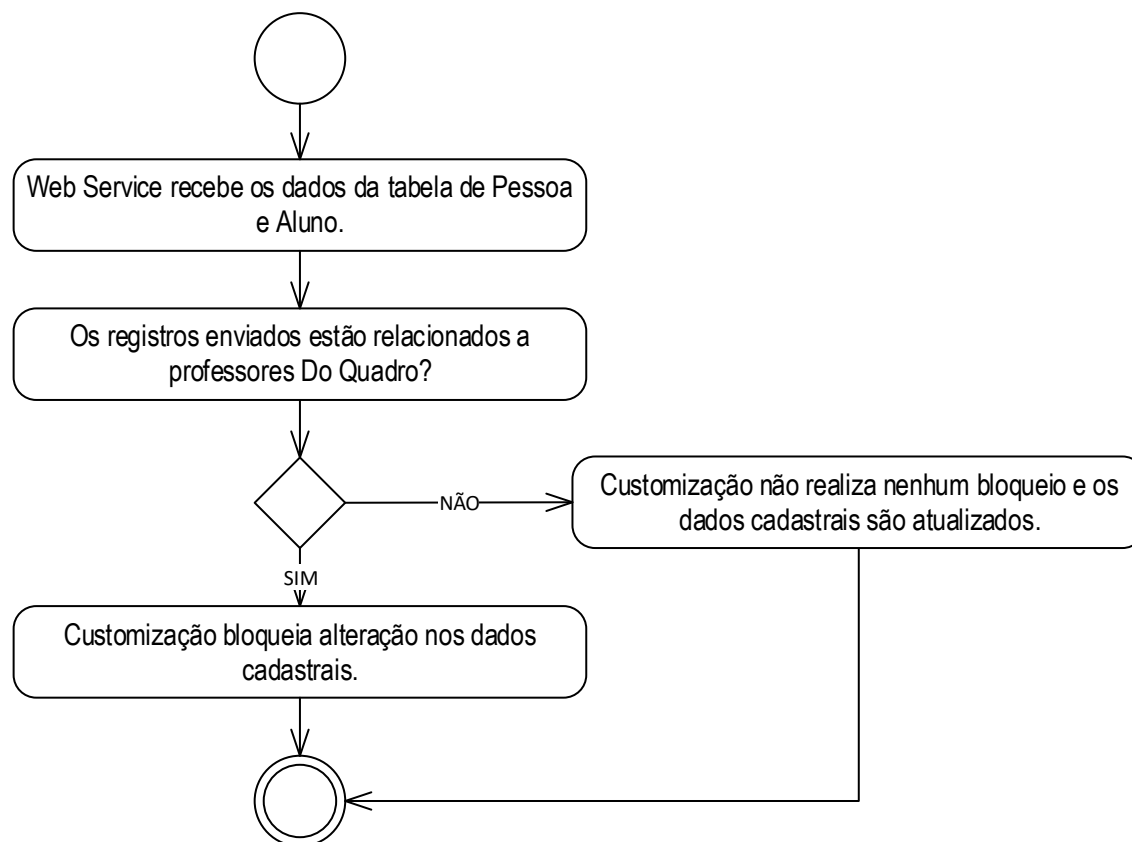 Web Service recebe os dados da tabela de Pessoa
e Aluno.
Os registros enviados estão relacionados a
professores Do Quadro?
NÃO
Customização não realiza nenhum bloqueio e os
dados cadastrais são atualizados.
SIM
Customização bloqueia alteração nos dados
cadastrais.